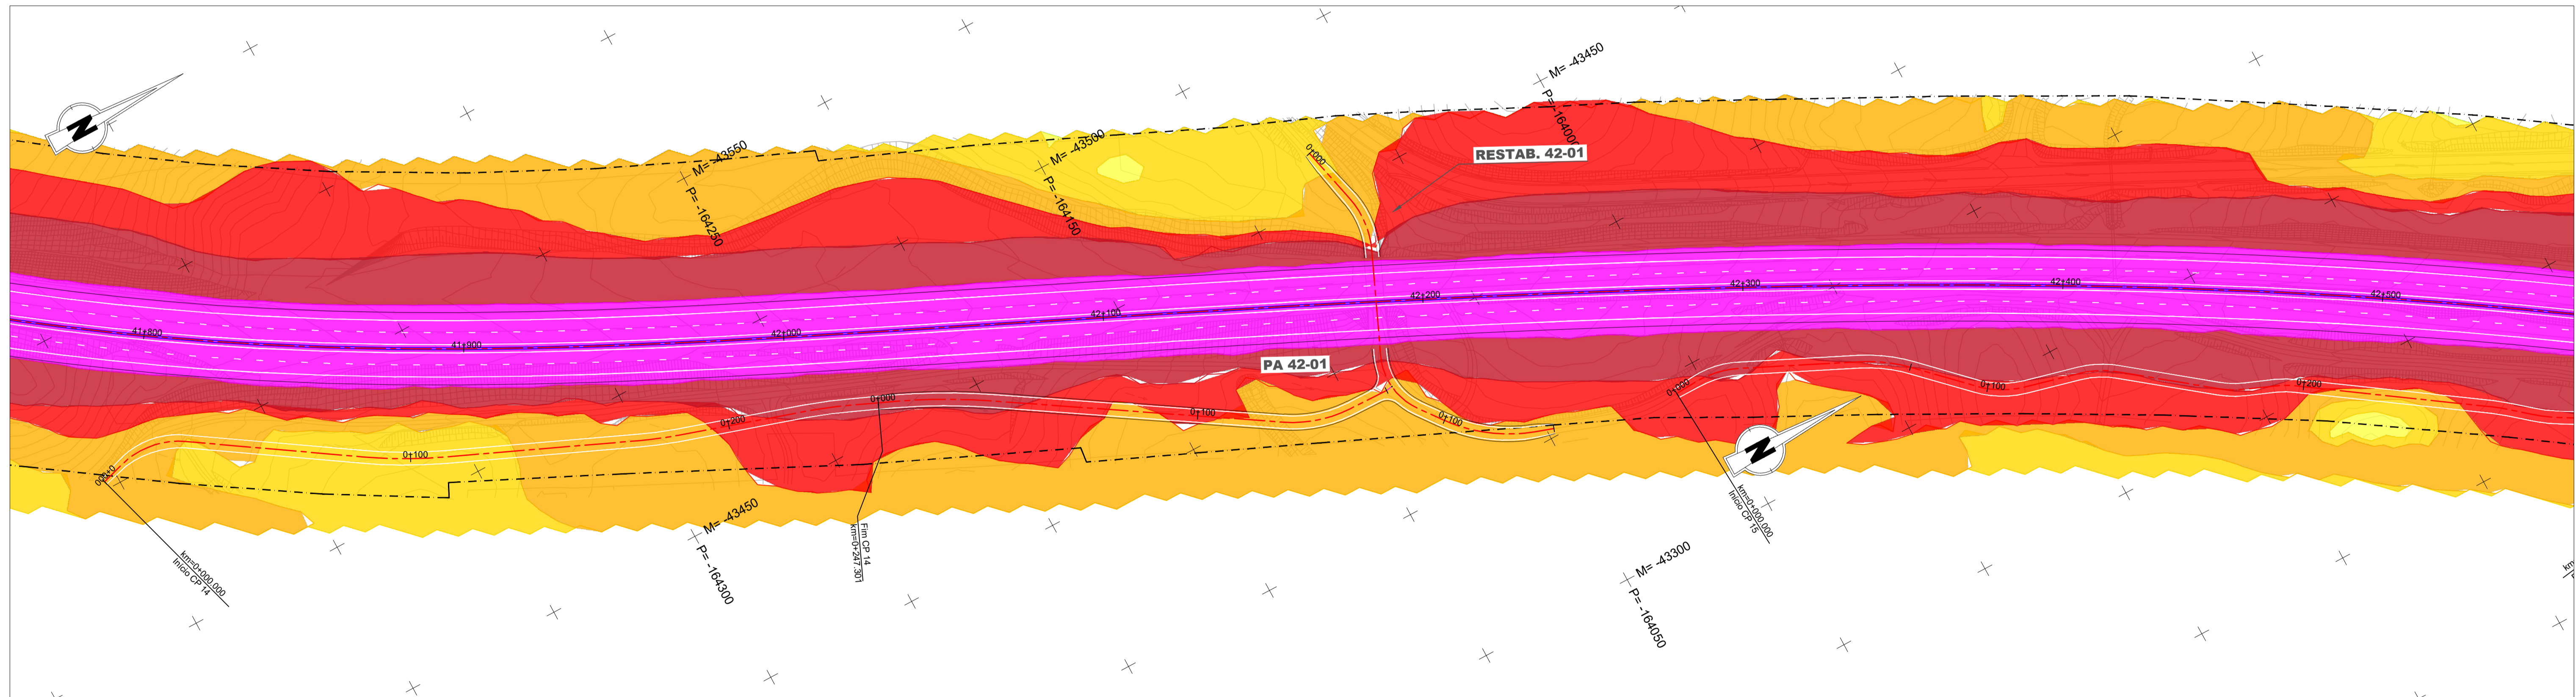 M= -43450
P= -164000
N
M= -43550
P= -164250
M= -43500
P= -164150
0+000
RESTAB. 42-01
41+800
41+900
42+000
42+100
42+200
42+300
42+400
42+500
PA 42-01
0+000
0+100
0+200
0+000
0+100
0+100
0+000
0+100
0+200
N
km=0+000.000
Início CP 14
M= -43450
P= -164300
Fim CP 14
km=0+247.301
km=0+000.000
Início CP 15
M= -43300
P= -164050
km